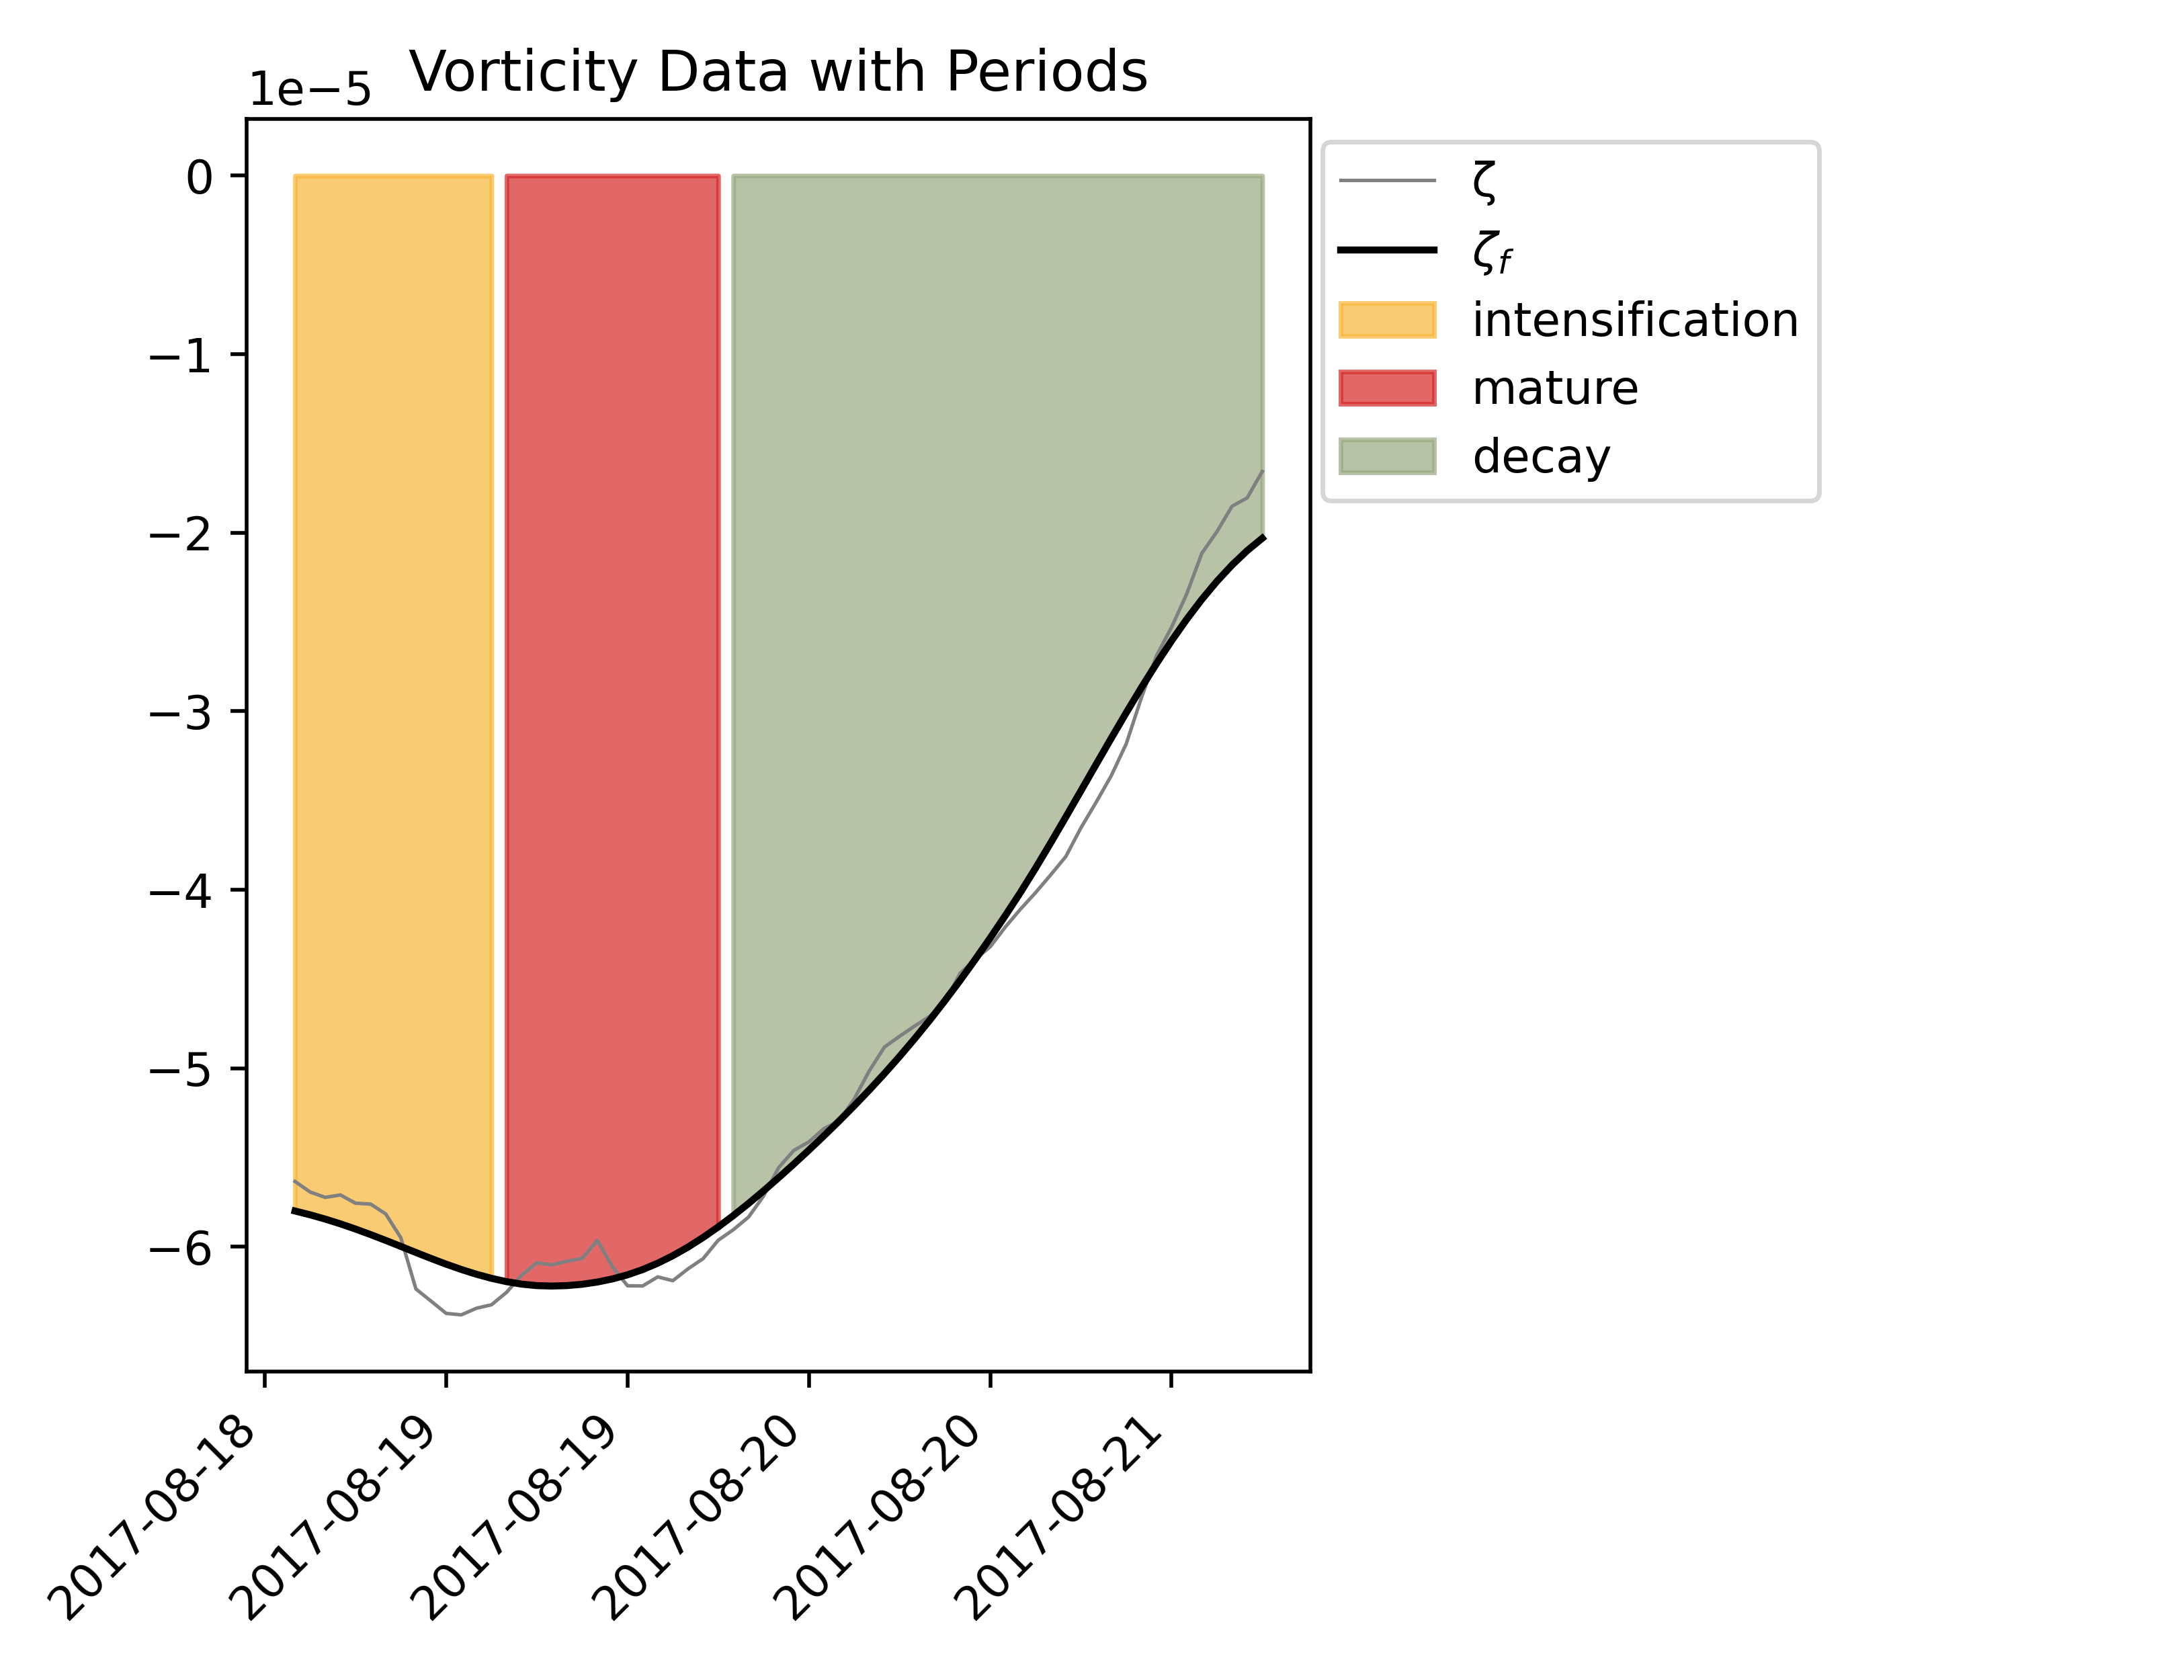 Vorticity Data with Periods
1e−5
0
−1
−2
−3
−4
−5
−6
2017-08-18
2017-08-19
2017-08-19
2017-08-20
2017-08-20
2017-08-21
ζ
ζf
intensification
mature
decay